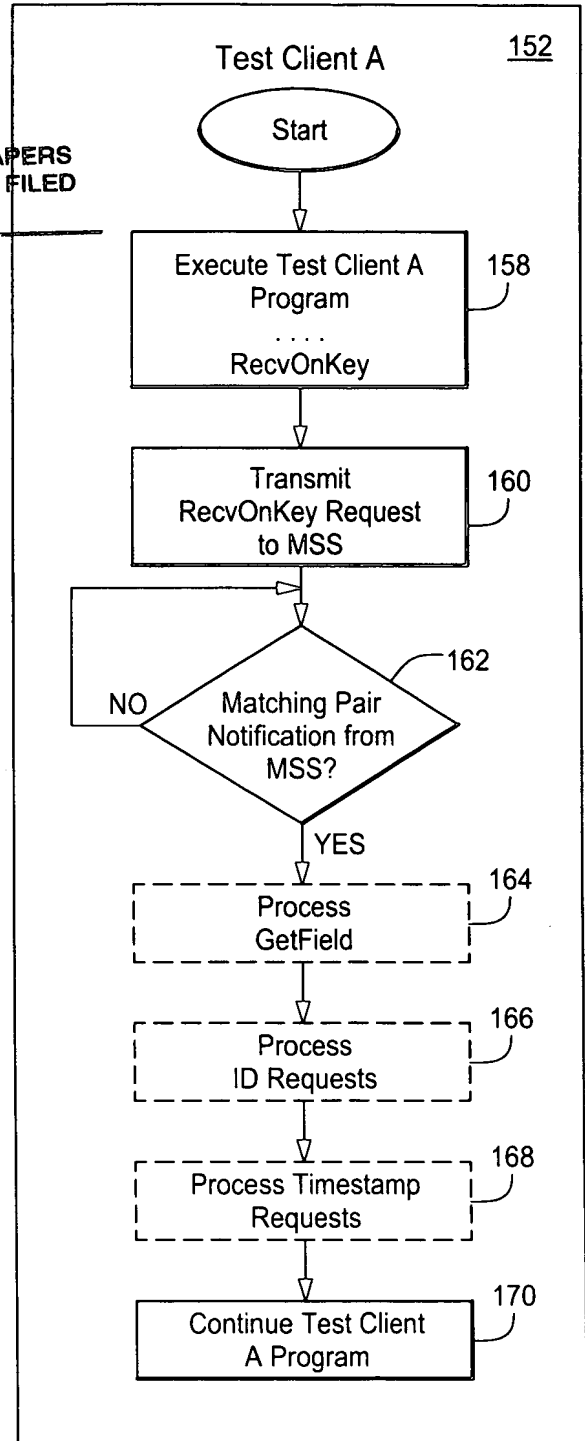 152
Test Client A
Start
FILED
Execute Test Client A
Program
. . . .
RecvOnKey
158
Transmit
RecvOnKey Request
to MSS
160
162
Matching Pair
Notification from
MSS?
NO
YES
Process
GetField
164
Process
ID Requests
166
Process Timestamp
Requests
168
Continue Test Client
A Program
170